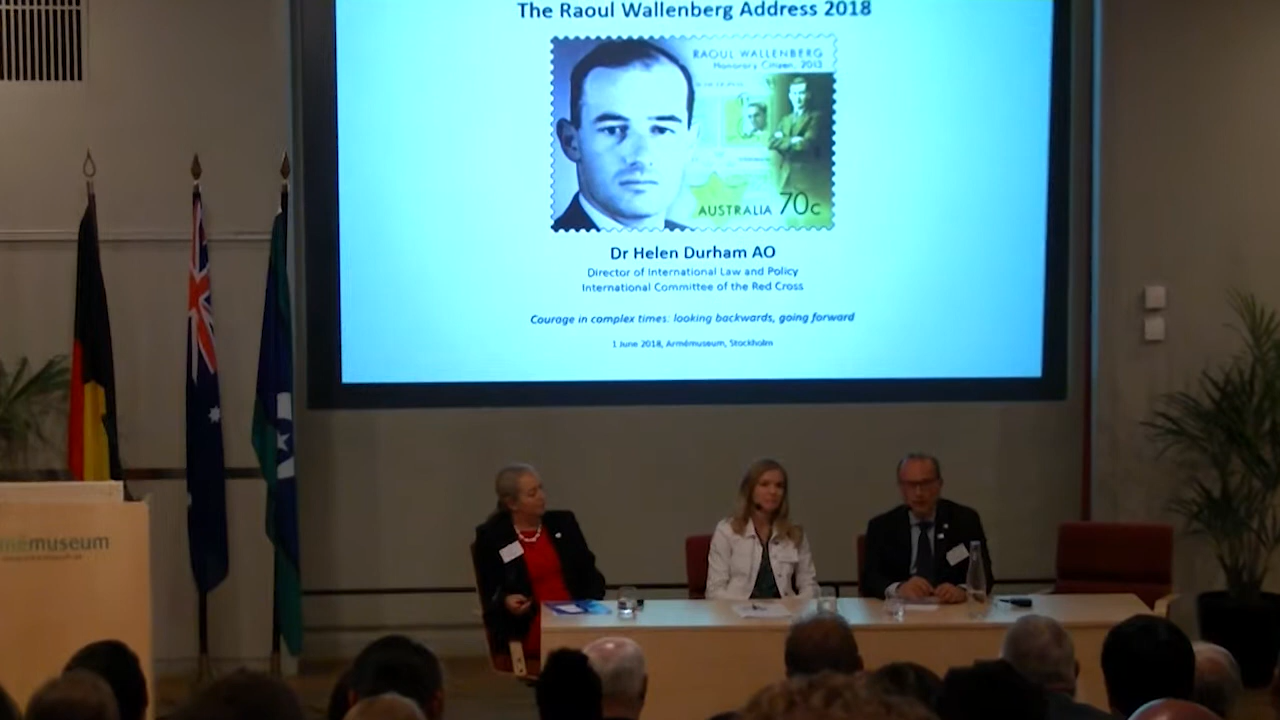 The Raoul Wallenberg Address 2018
RAOUL WALLENBERG
Honorary Citizen, 2013
AUSTRALIA 70c
Dr Helen Durham AO
Director of International Law and Policy
International Committee of the Red Cross
Courage in complex times: looking backwards, going forward
1 June 2018, Armémuseum, Stockholm
mémuseum